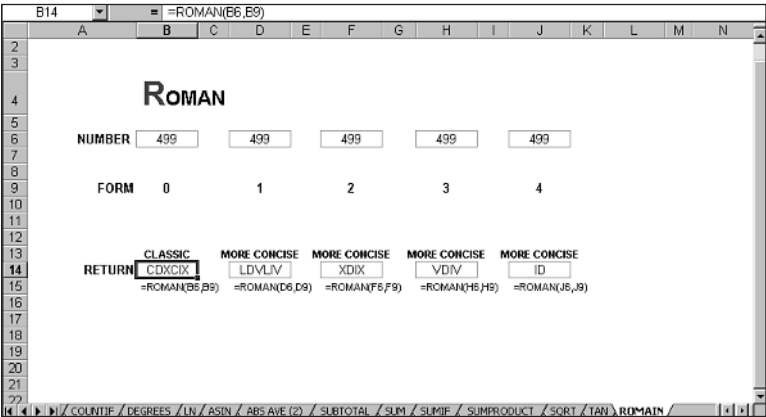 B14 = =ROMAN(B6,B9)
A B C D E F G H I J K L M N
2
3
4 ROMAN
5
6 NUMBER 499 499 499 499 499
7
8
9 FORM 0 1 2 3 4
10
11
12
13 CLASSIC MORE CONCISE MORE CONCISE MORE CONCISE MORE CONCISE
14 RETURN CDXCIX LDVLIV XDIX VDIV ID
15 =ROMAN(B6,B9) =ROMAN(D6,D9) =ROMAN(F6,F9) =ROMAN(H6,H9) =ROMAN(J6,J9)
16
17
18
19
20
21
22
COUNTIF / DEGREES / LN / ASIN / ABS AVE (2) / SUBTOTAL / SUM / SUMIF / SUMPRODUCT / SQRT / TAN \ ROMAIN /